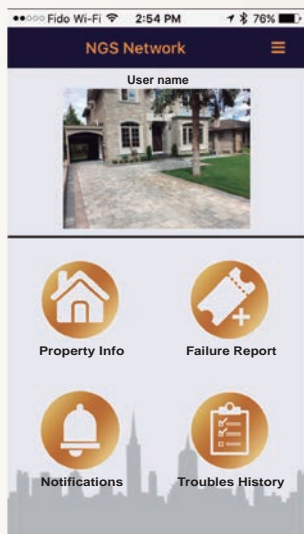 Fido Wi-Fi 2:54 PM 76%
NGS Network
User name
Property Info Failure Report
Notifications Troubles History